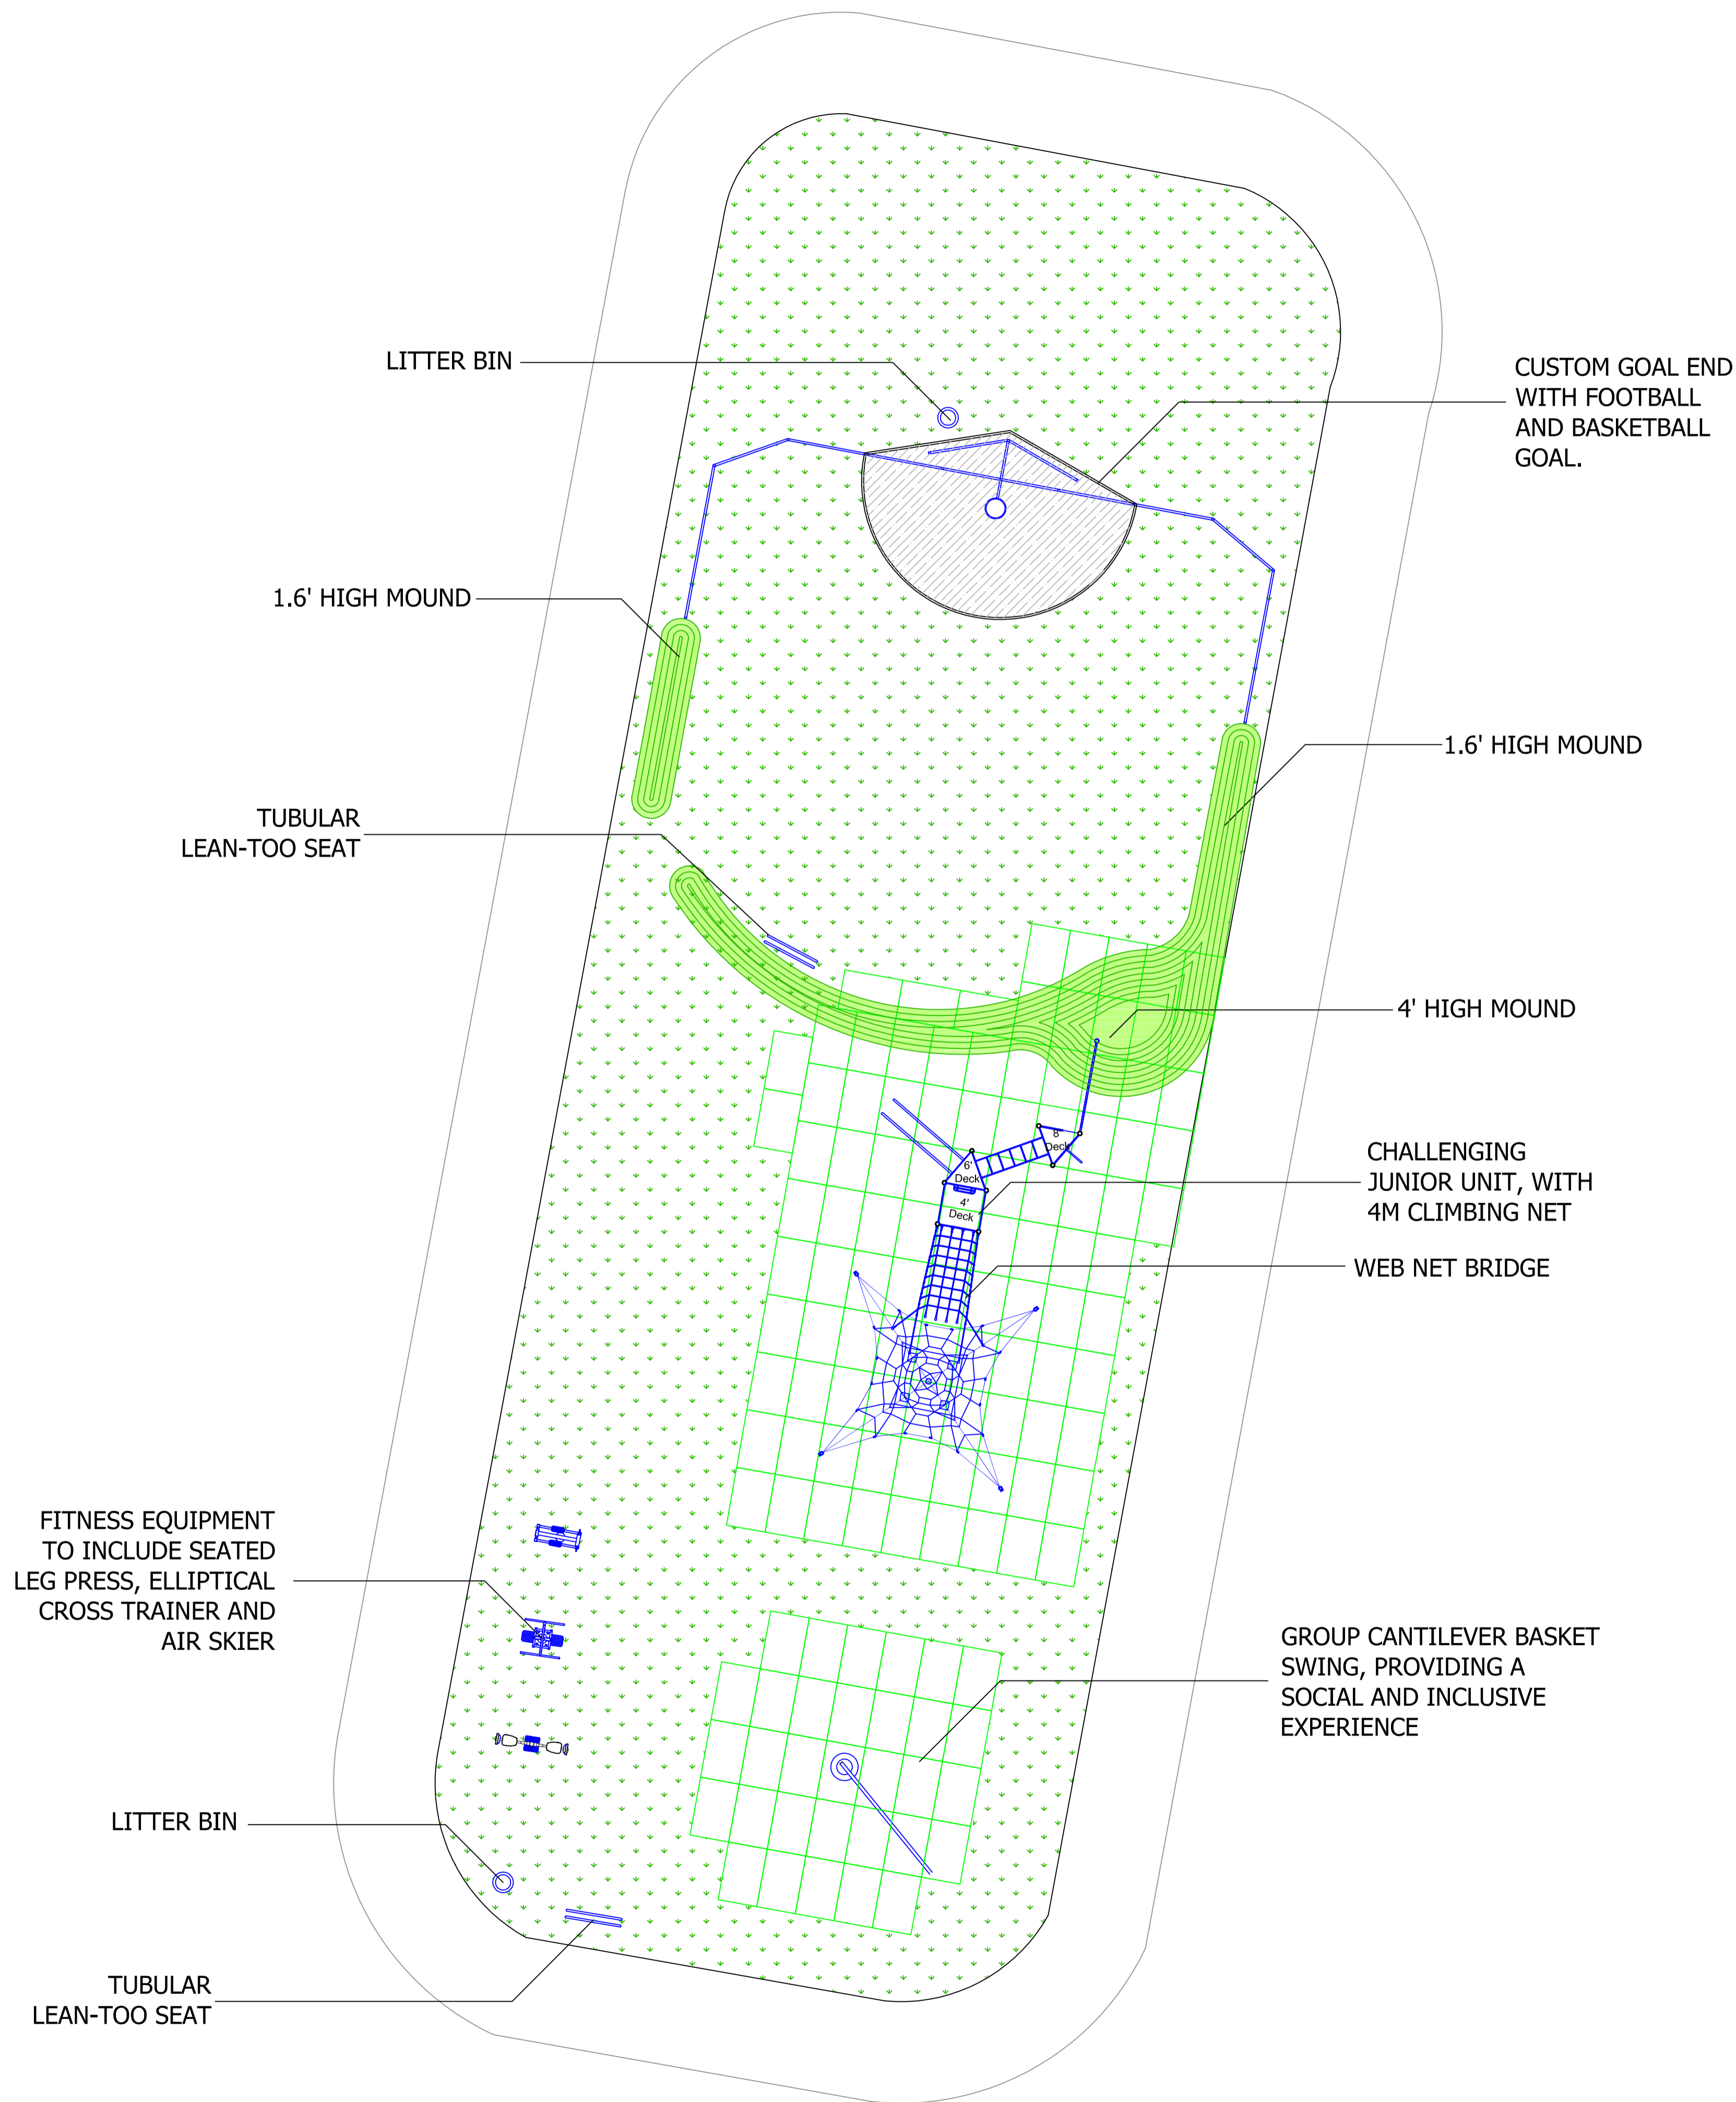 LITTER BIN
CUSTOM GOAL END
WITH FOOTBALL
AND BASKETBALL
GOAL.
1.6' HIGH MOUND
1.6' HIGH MOUND
TUBULAR
LEAN-TOO SEAT
4' HIGH MOUND
8'
Deck
6'
Deck
4'
Deck
CHALLENGING
JUNIOR UNIT, WITH
4M CLIMBING NET
WEB NET BRIDGE
FITNESS EQUIPMENT
TO INCLUDE SEATED
LEG PRESS, ELLIPTICAL
CROSS TRAINER AND
AIR SKIER
GROUP CANTILEVER BASKET
SWING, PROVIDING A
SOCIAL AND INCLUSIVE
EXPERIENCE
LITTER BIN
TUBULAR
LEAN-TOO SEAT